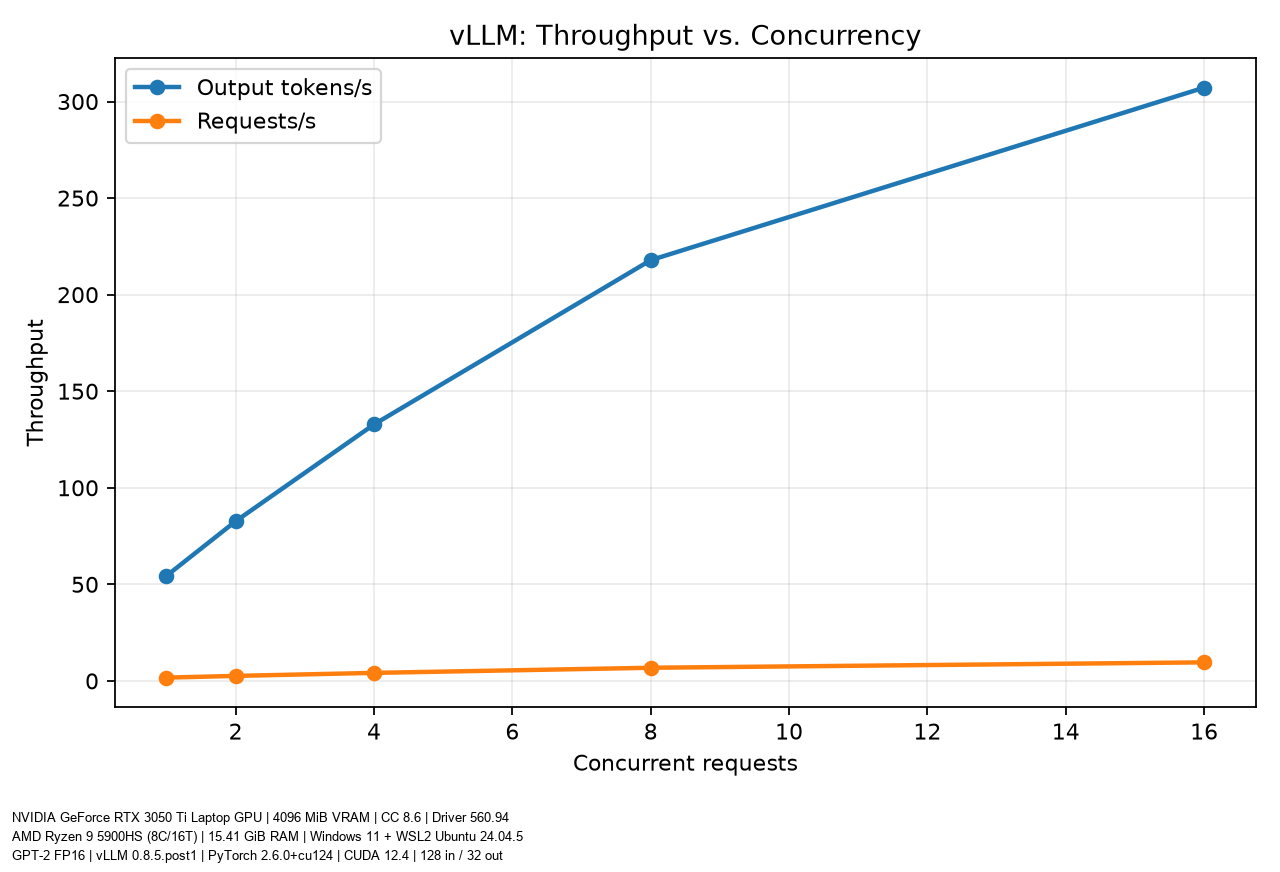 vLLM: Throughput vs. Concurrency
Output tokens/s
Requests/s
300
250
200
150
100
50
0
Throughput
2 4 6 8 10 12 14 16
Concurrent requests
NVIDIA GeForce RTX 3050 Ti Laptop GPU | 4096 MiB VRAM | CC 8.6 | Driver 560.94
AMD Ryzen 9 5900HS (8C/16T) | 15.41 GiB RAM | Windows 11 + WSL2 Ubuntu 24.04.5
GPT-2 FP16 | vLLM 0.8.5.post1 | PyTorch 2.6.0+cu124 | CUDA 12.4 | 128 in / 32 out